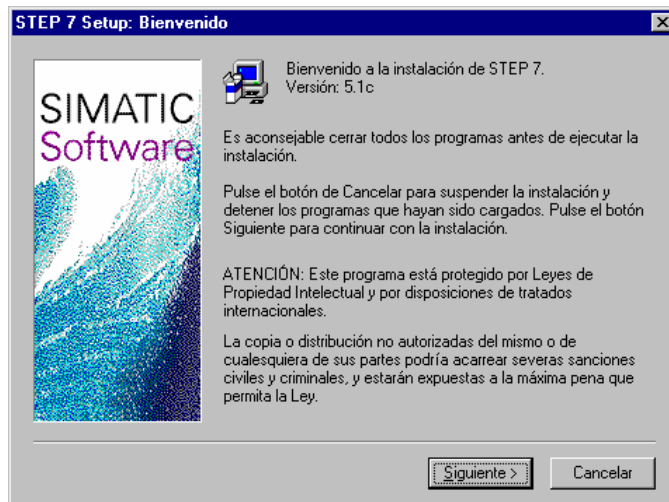 STEP 7 Setup: Bienvenido
SIMATIC
Software
Bienvenido a la instalación de STEP 7.
Versión: 5.1c
Es aconsejable cerrar todos los programas antes de ejecutar la
instalación.
Pulse el botón de Cancelar para suspender la instalación y
detener los programas que hayan sido cargados. Pulse el botón
Siguiente para continuar con la instalación.
ATENCIÓN: Este programa está protegido por Leyes de
Propiedad Intelectual y por disposiciones de tratados
internacionales.
La copia o distribución no autorizadas del mismo o de
cualesquiera de sus partes podría acarrear severas sanciones
civiles y criminales, y estarán expuestas a la máxima pena que
permita la Ley.
Siguiente >
Cancelar